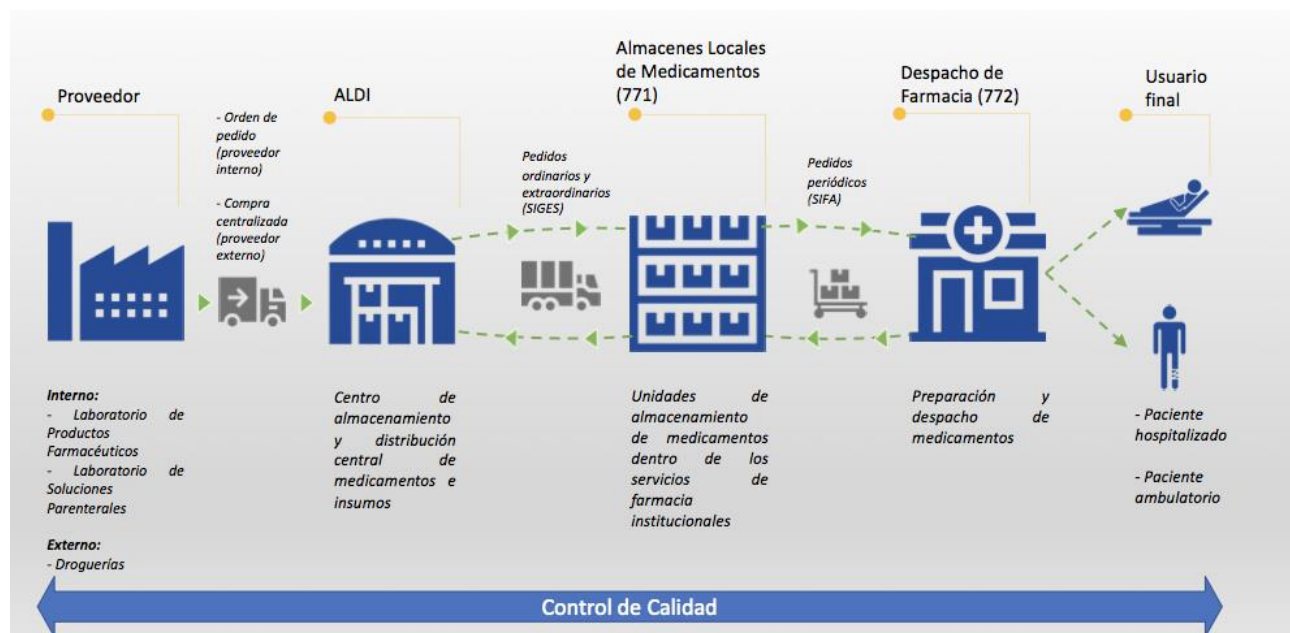 Proveedor
- Orden de
pedido
(proveedor
interno)
- Compra
centralizada
(proveedor
externo)
ALDI
Pedidos
ordinarios y
extraordinarios
(SIGES)
Almacenes Locales
de Medicamentos
(771)
Pedidos
periódicos
(SIFA)
Despacho de
Farmacia (772)
Usuario
final
Interno:
- Laboratorio de
Productos
Farmacéuticos
- Laboratorio de
Soluciones
Parenterales
Externo:
- Droguerías
Centro de
almacenamiento
y distribución
central de
medicamentos e
insumos
Unidades de
almacenamiento
de medicamentos
dentro de los
servicios de
farmacia
institucionales
Preparación y
despacho de
medicamentos
- Paciente
hospitalizado
- Paciente
ambulatorio
Control de Calidad